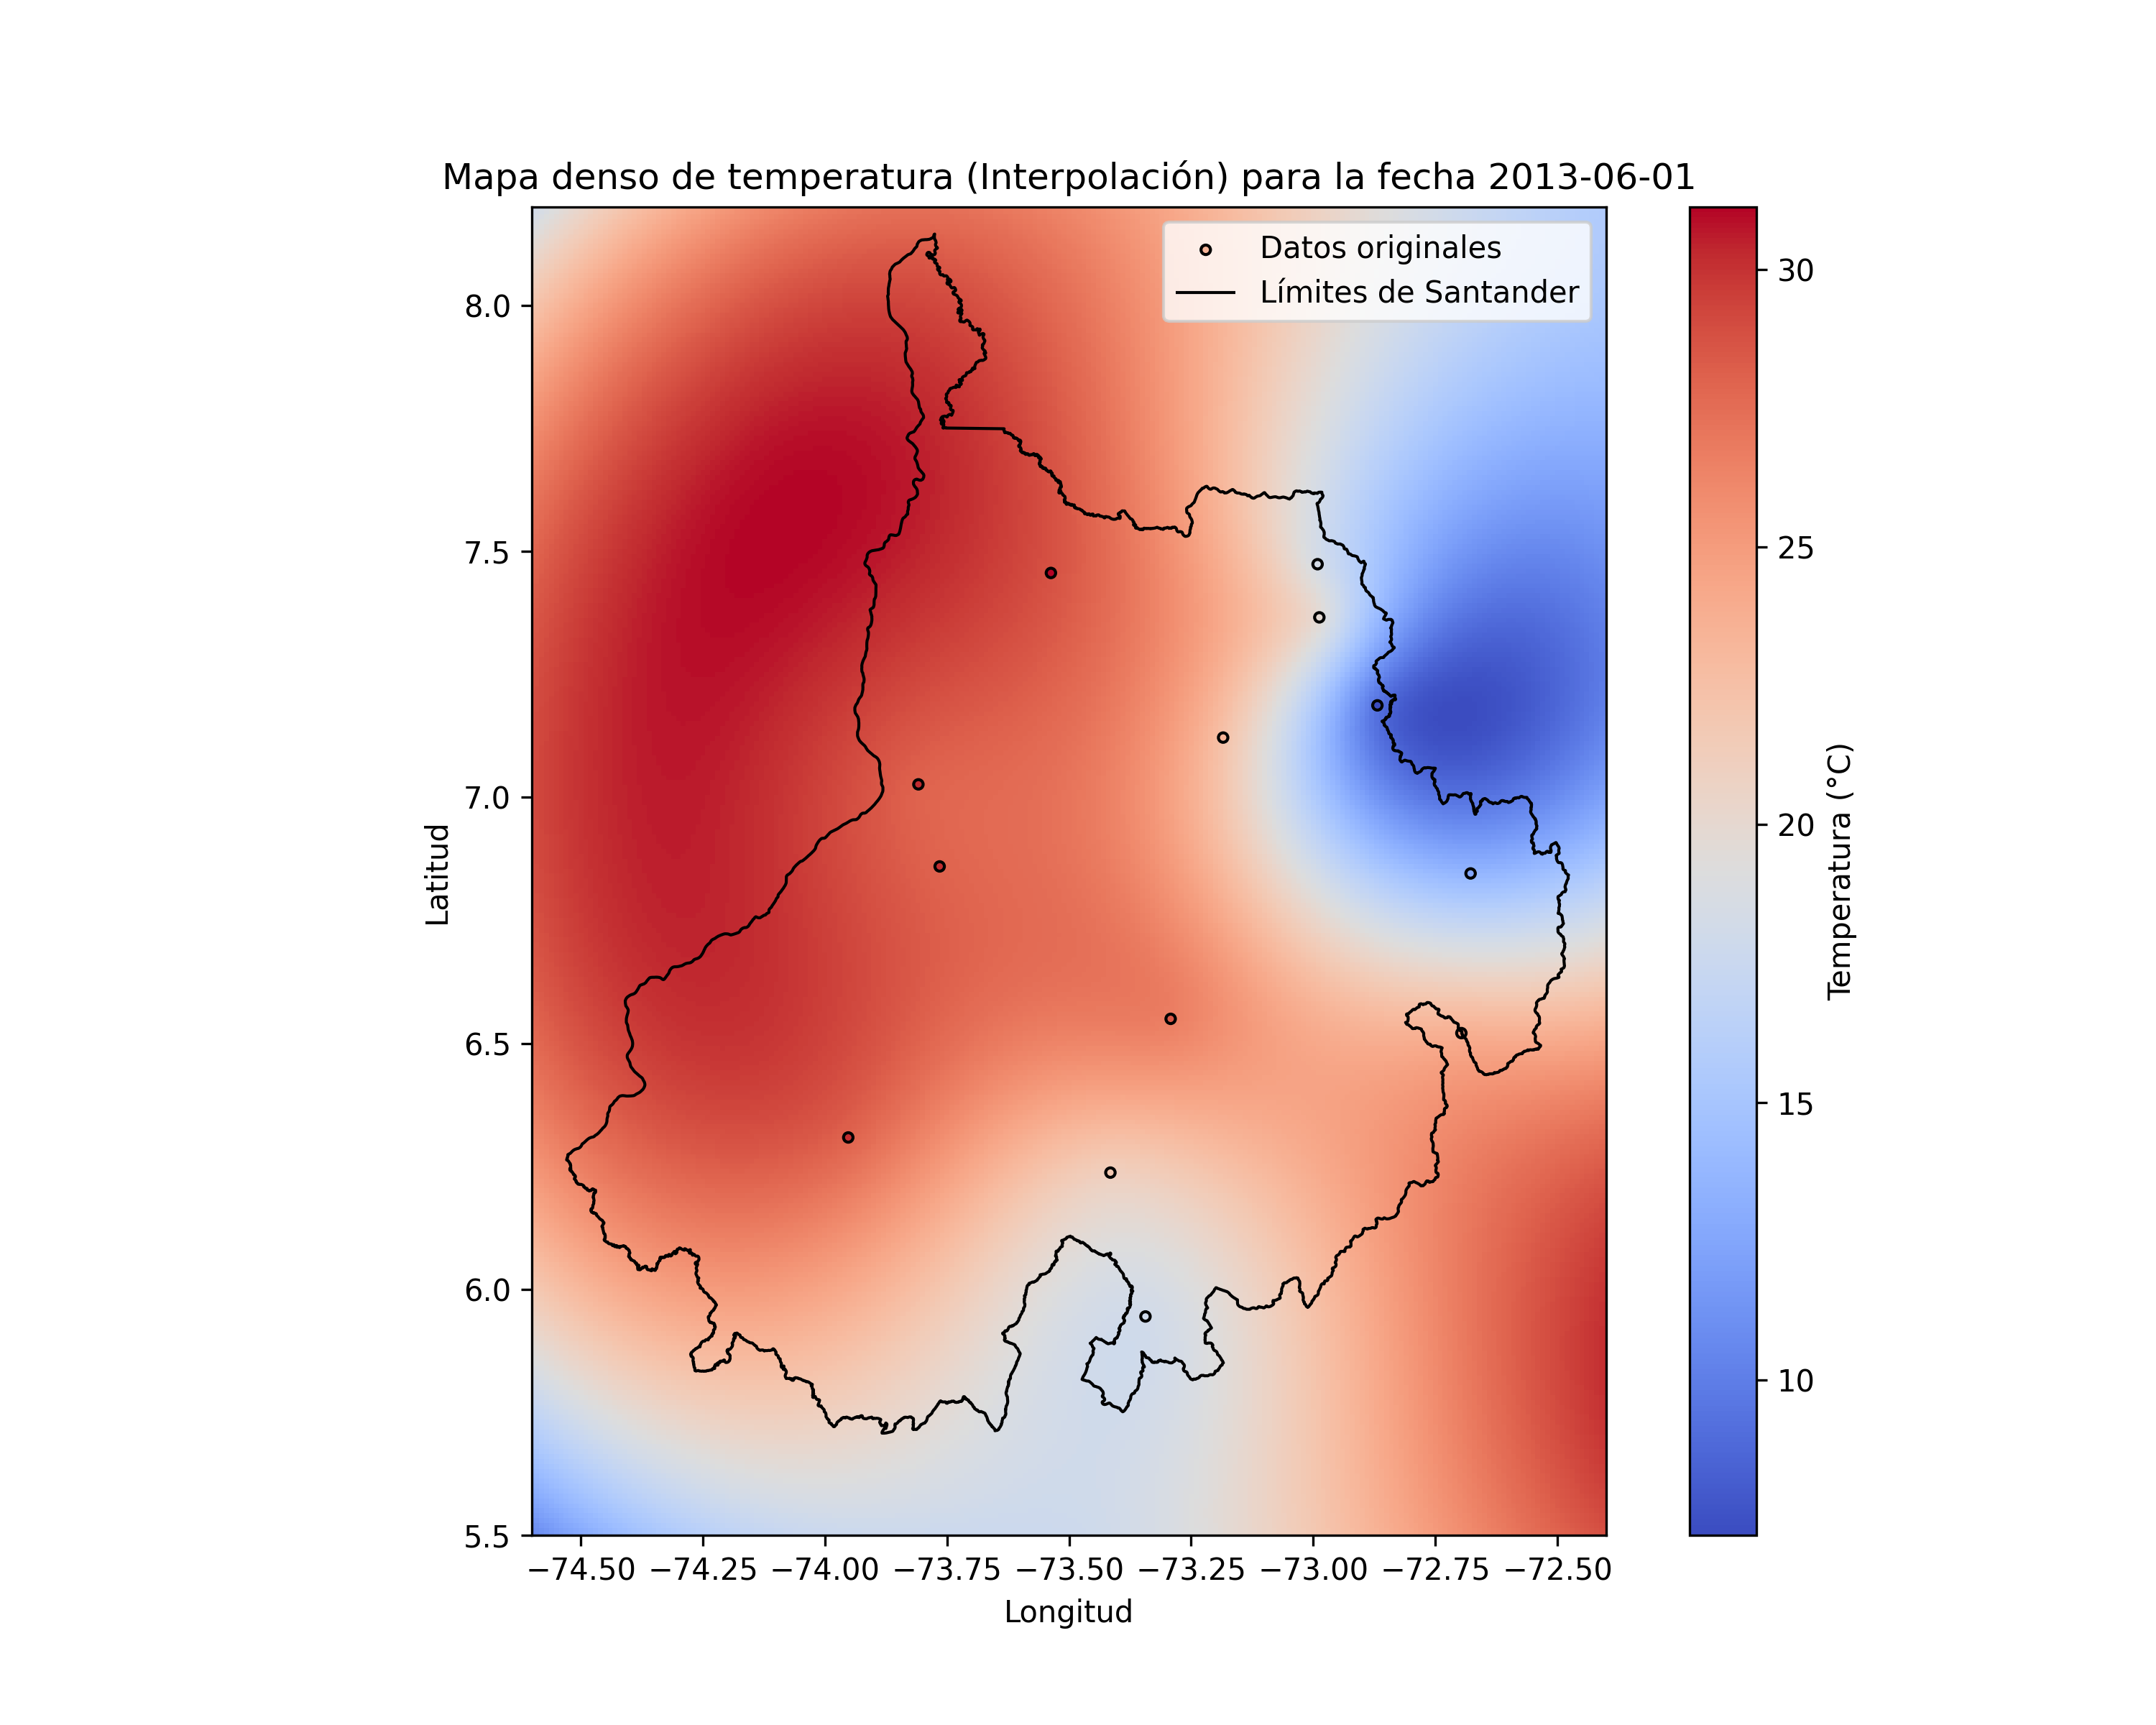 Mapa denso de temperatura (Interpolación) para la fecha 2013-06-01
Datos originales
Límites de Santander
8.0
7.5
7.0
6.5
6.0
5.5
Latitud
−74.50 −74.25 −74.00 −73.75 −73.50 −73.25 −73.00 −72.75 −72.50
Longitud
30
25
20
15
10
Temperatura (°C)